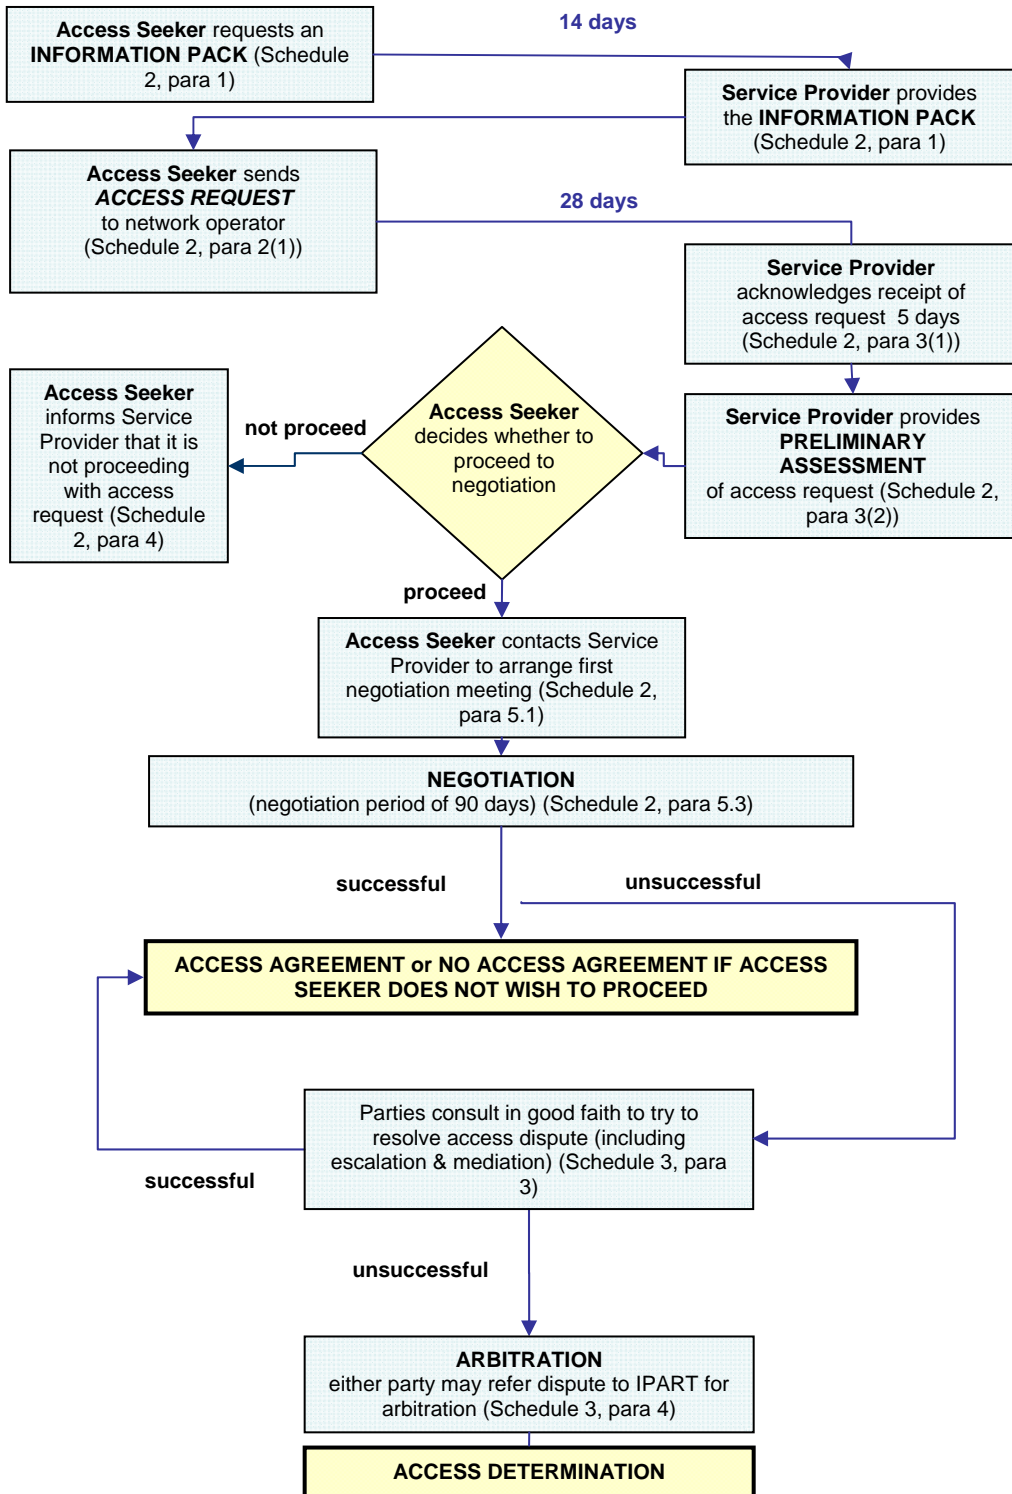 Access Seeker requests an
INFORMATION PACK (Schedule
2, para 1)
14 days
Service Provider provides
the INFORMATION PACK
(Schedule 2, para 1)
Access Seeker sends
ACCESS REQUEST
to network operator
(Schedule 2, para 2(1))
28 days
Service Provider
acknowledges receipt of
access request 5 days
(Schedule 2, para 3(1))
Service Provider provides
PRELIMINARY
ASSESSMENT
of access request (Schedule 2,
para 3(2))
Access Seeker
decides whether to
proceed to
negotiation
not proceed
Access Seeker
informs Service
Provider that it is
not proceeding
with access
request (Schedule
2, para 4)
proceed
Access Seeker contacts Service
Provider to arrange first
negotiation meeting (Schedule 2,
para 5.1)
NEGOTIATION
(negotiation period of 90 days) (Schedule 2, para 5.3)
successful
unsuccessful
ACCESS AGREEMENT or NO ACCESS AGREEMENT IF ACCESS
SEEKER DOES NOT WISH TO PROCEED
Parties consult in good faith to try to
resolve access dispute (including
escalation & mediation) (Schedule 3, para
3)
successful
unsuccessful
ARBITRATION
either party may refer dispute to IPART for
arbitration (Schedule 3, para 4)
ACCESS DETERMINATION